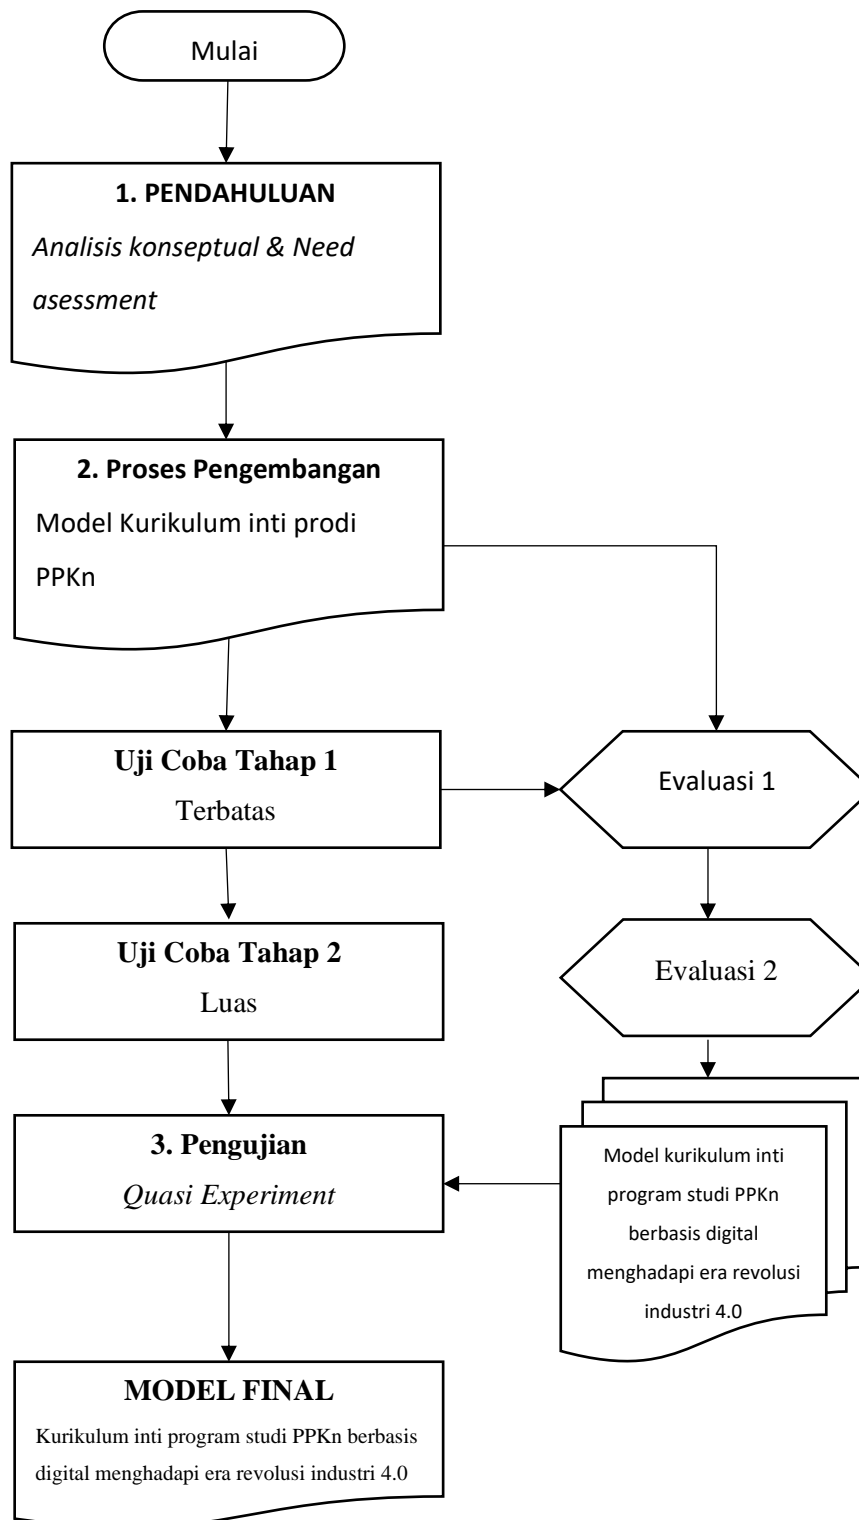 Mulai
1. PENDAHULUAN
Analisis konseptual & Need
asessment
2. Proses Pengembangan
Model Kurikulum inti prodi
PPKn
Uji Coba Tahap 1
Terbatas
Evaluasi 1
Uji Coba Tahap 2
Luas
Evaluasi 2
3. Pengujian
Quasi Experiment
Model kurikulum inti
program studi PPKn
berbasis digital
menghadapi era revolusi
industri 4.0
MODEL FINAL
Kurikulum inti program studi PPKn berbasis
digital menghadapi era revolusi industri 4.0